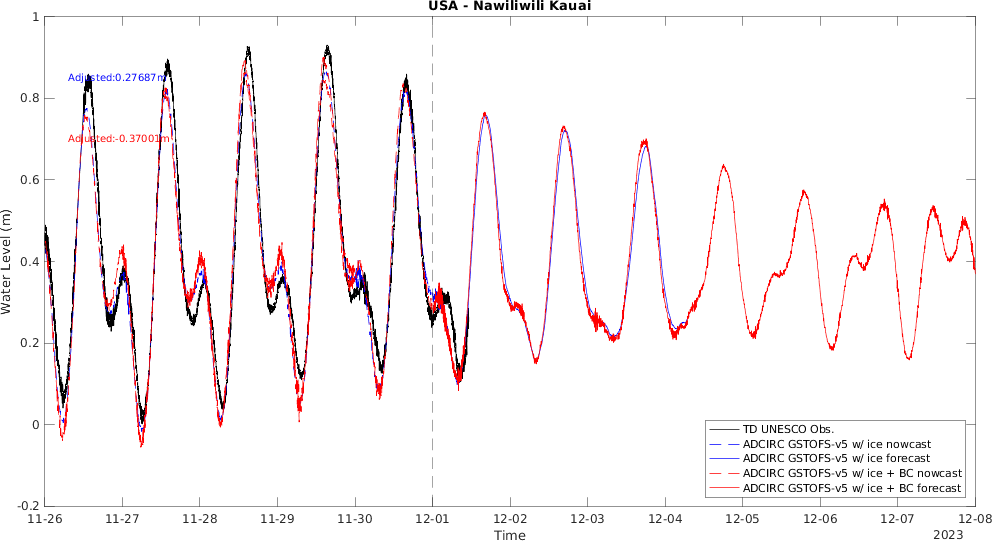 USA - Nawiliwili Kauai
1
0.8
0.6
0.4
0.2
0
-0.2
Water Level (m)
Adjusted:0.27687m
Adjusted:-0.37001m
TD UNESCO Obs.
ADCIRC GSTOFS-v5 w/ ice nowcast
ADCIRC GSTOFS-v5 w/ ice forecast
ADCIRC GSTOFS-v5 w/ ice + BC nowcast
ADCIRC GSTOFS-v5 w/ ice + BC forecast
11-26 11-27 11-28 11-29 11-30 12-01 12-02 12-03 12-04 12-05 12-06 12-07 12-08
Time
2023